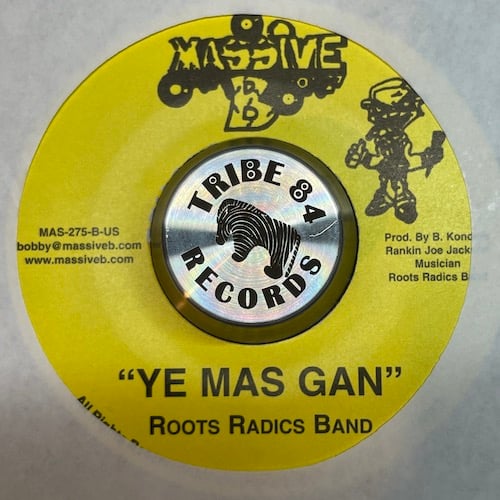 MASSIVE
B
TRIBE 84
RECORDS
MAS-275-B-US
bobby@massiveb.com
www.massiveb.com
Prod. By B. Kond
Rankin Joe Jacks
Musician
Roots Radics B
"YE MAS GAN"
ROOTS RADICS BAND
All Rights